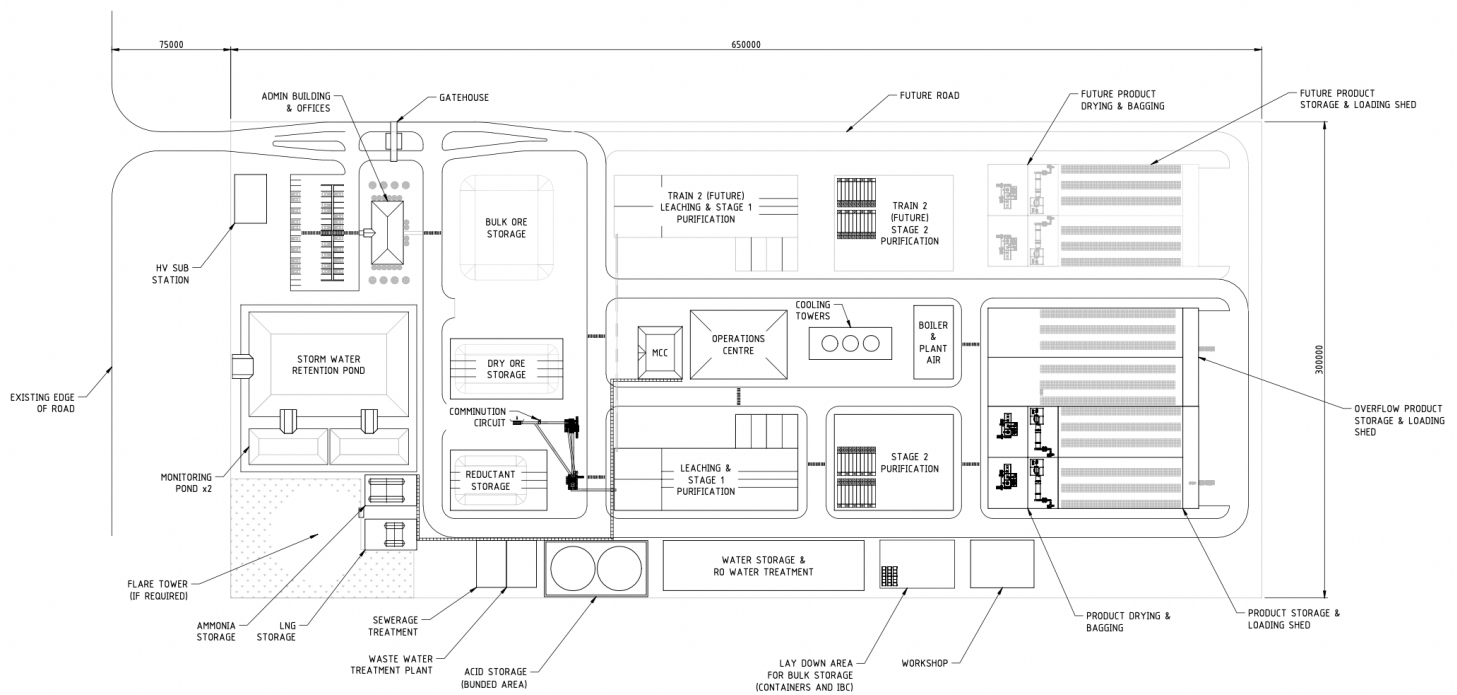 75000
650000
ADMIN BUILDING
& OFFICES
GATEHOUSE
FUTURE ROAD
FUTURE PRODUCT
DRYING & BAGGING
FUTURE PRODUCT
STORAGE & LOADING SHED
HV SUB
STATION
BULK ORE
STORAGE
TRAIN 2 (FUTURE)
LEACHING & STAGE 1
PURIFICATION
TRAIN 2
(FUTURE)
STAGE 2
PURIFICATION
300000
STORM WATER
RETENTION POND
DRY ORE
STORAGE
MCC
OPERATIONS
CENTRE
COOLING
TOWERS
BOILER
&
PLANT
AIR
EXISTING EDGE
OF ROAD
COMMINUTION
CIRCUIT
OVERFLOW PRODUCT
STORAGE & LOADING
SHED
MONITORING
POND x2
REDUCTANT
STORAGE
LEACHING &
STAGE 1
PURIFICATION
STAGE 2
PURIFICATION
FLARE TOWER
(IF REQUIRED)
AMMONIA
STORAGE
LNG
STORAGE
SEWERAGE
TREATMENT
WASTE WATER
TREATMENT PLANT
ACID STORAGE
(BUNDED AREA)
WATER STORAGE &
RO WATER TREATMENT
LAY DOWN AREA
FOR BULK STORAGE
(CONTAINERS AND IBC)
WORKSHOP
PRODUCT DRYING &
BAGGING
PRODUCT STORAGE &
LOADING SHED